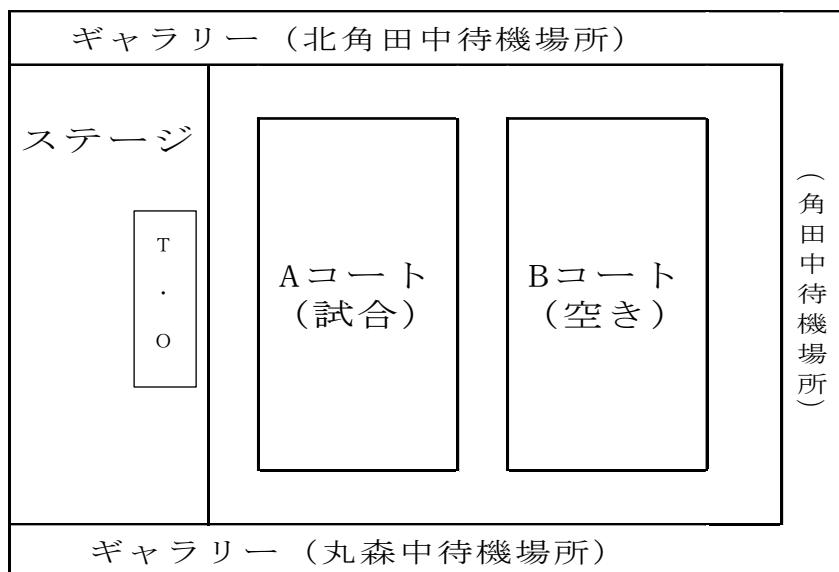 ギャラリー（北角田中待機場所）
ステージ
T
・
O
Aコート
（試合）
Bコート
（空き）
（角田中待機場所）
ギャラリー（丸森中待機場所）